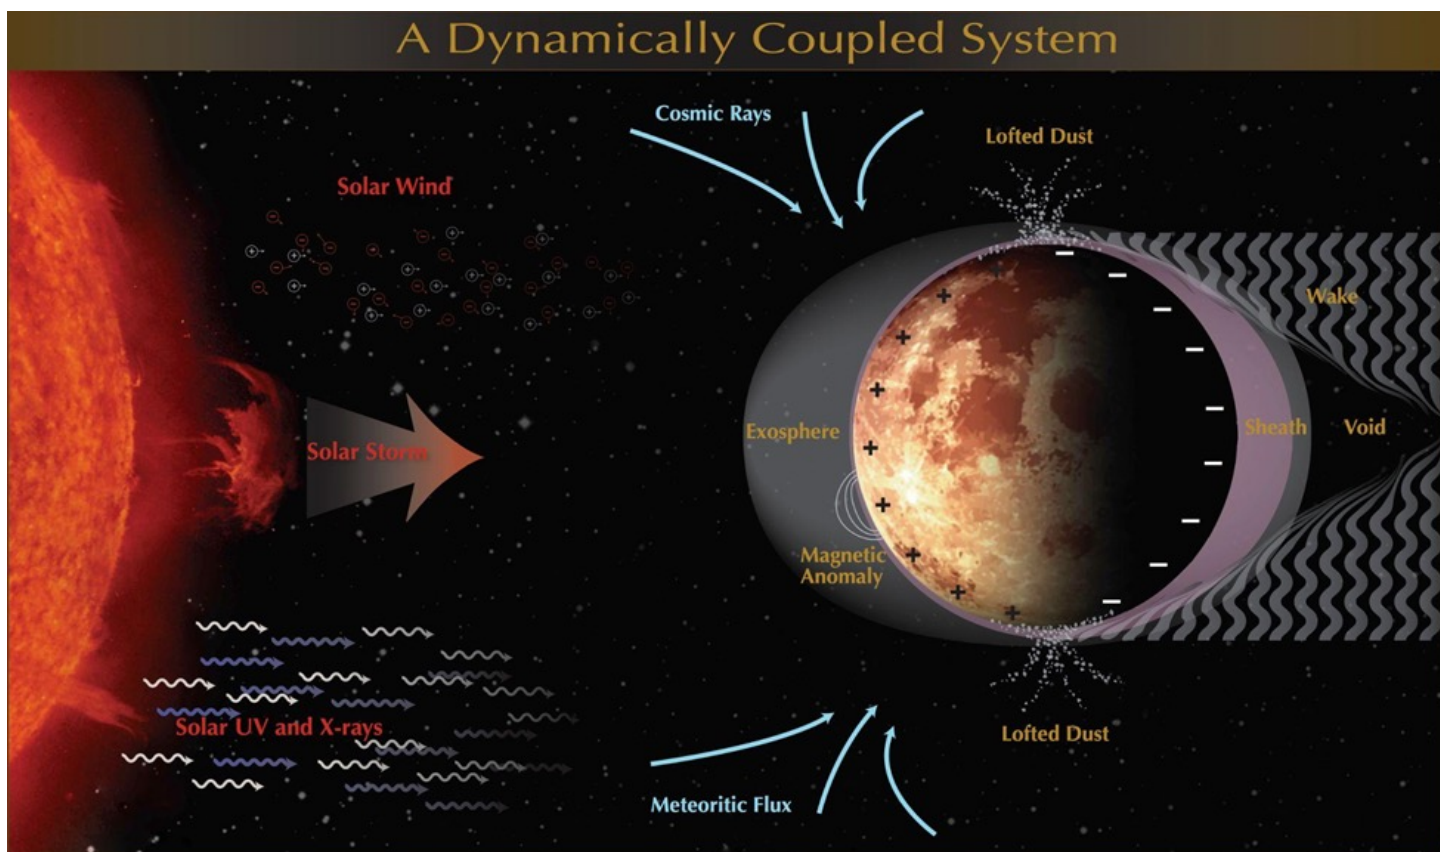 A Dynamically Coupled System
Cosmic Rays
Lofted Dust
Solar Wind
Wake
Solar Storm
Exosphere
Sheath
Void
Magnetic
Anomaly
Solar UV and X-rays
Lofted Dust
Meteoritic Flux